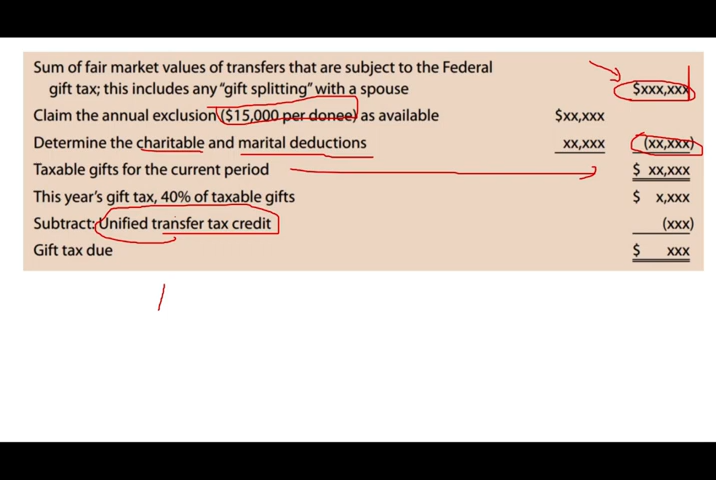 Sum of fair market values of transfers that are subject to the Federal
gift tax; this includes any "gift splitting" with a spouse $xxx,xxx
Claim the annual exclusion ($15,000 per donee) as available $xx,xxx
Determine the charitable and marital deductions xx,xxx (xx,xxx)
Taxable gifts for the current period $ xx,xxx
This year's gift tax, 40% of taxable gifts $ x,xxx
Subtract: Unified transfer tax credit (xxx)
Gift tax due $ xxx